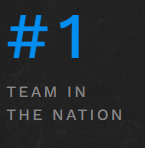 #1
TEAM IN
THE NATION